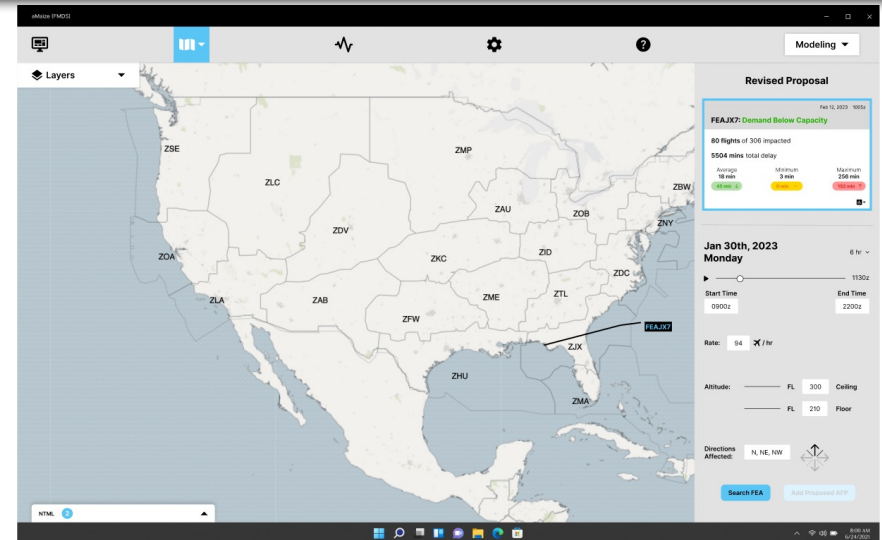 aMaize (FMDS)
Modeling
Layers
Revised Proposal
Feb 12, 2023 1005z
FEAJX7: Demand Below Capacity
80 flights of 306 impacted
5504 mins total delay
Average Minimum Maximum
18 min 3 min 256 min
ZSE
ZMP
ZLC
ZBW
ZAU
ZOB
ZNY
ZDV
ZOA
ZKC
ZID
ZDC
ZLA
ZAB
ZME
ZTL
ZFW
FEAJX7
ZJX
ZHU
ZMA
Jan 30th, 2023
Monday
6 hr
1130z
Start Time End Time
0900z 2200z
Rate: 94 / hr
Altitude: FL 300 Ceiling
FL 210 Floor
Directions
Affected:
N, NE, NW
Search FEA Add Proposed AFP
NTML 2
8:00 AM
6/24/2021